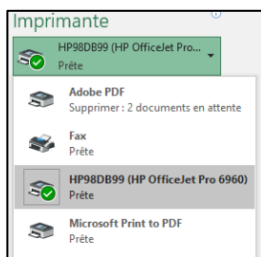 Imprimante
HP98DB99 (HP OfficeJet Pro...
Prête
Adobe PDF
Supprimer : 2 documents en attente
Fax
Prête
HP98DB99 (HP OfficeJet Pro 6960)
Prête
Microsoft Print to PDF
Prête